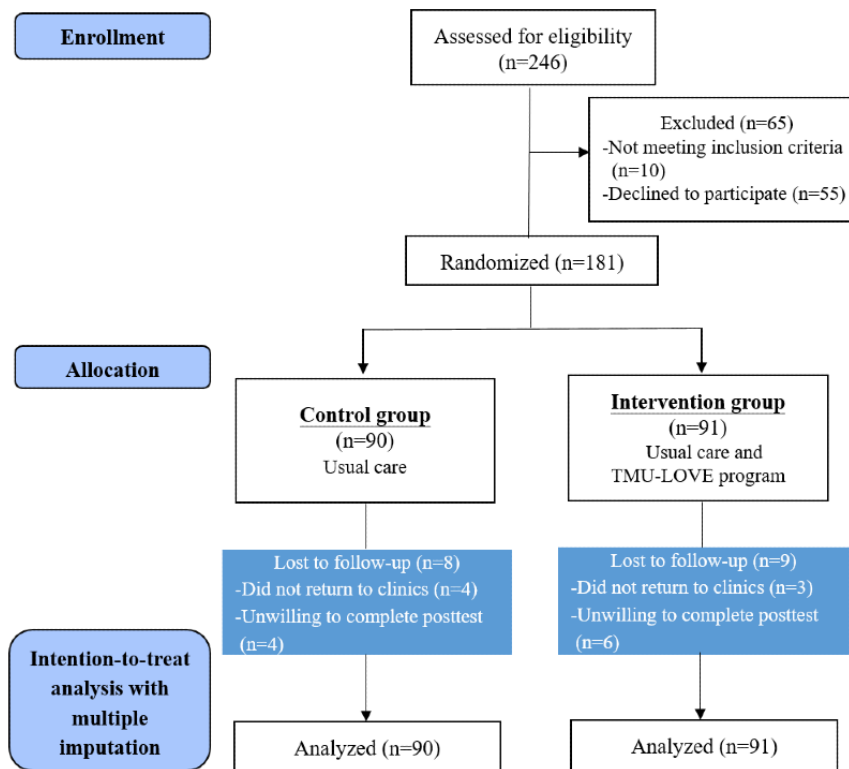 Enrollment
Assessed for eligibility
(n=246)
Excluded (n=65)
-Not meeting inclusion criteria
(n=10)
-Declined to participate (n=55)
Randomized (n=181)
Allocation
Control group
(n=90)
Usual care
Intervention group
(n=91)
Usual care and
TMU-LOVE program
Lost to follow-up (n=8)
-Did not return to clinics (n=4)
-Unwilling to complete posttest
(n=4)
Lost to follow-up (n=9)
-Did not return to clinics (n=3)
-Unwilling to complete posttest
(n=6)
Intention-to-treat
analysis with
multiple
imputation
Analyzed (n=90)
Analyzed (n=91)